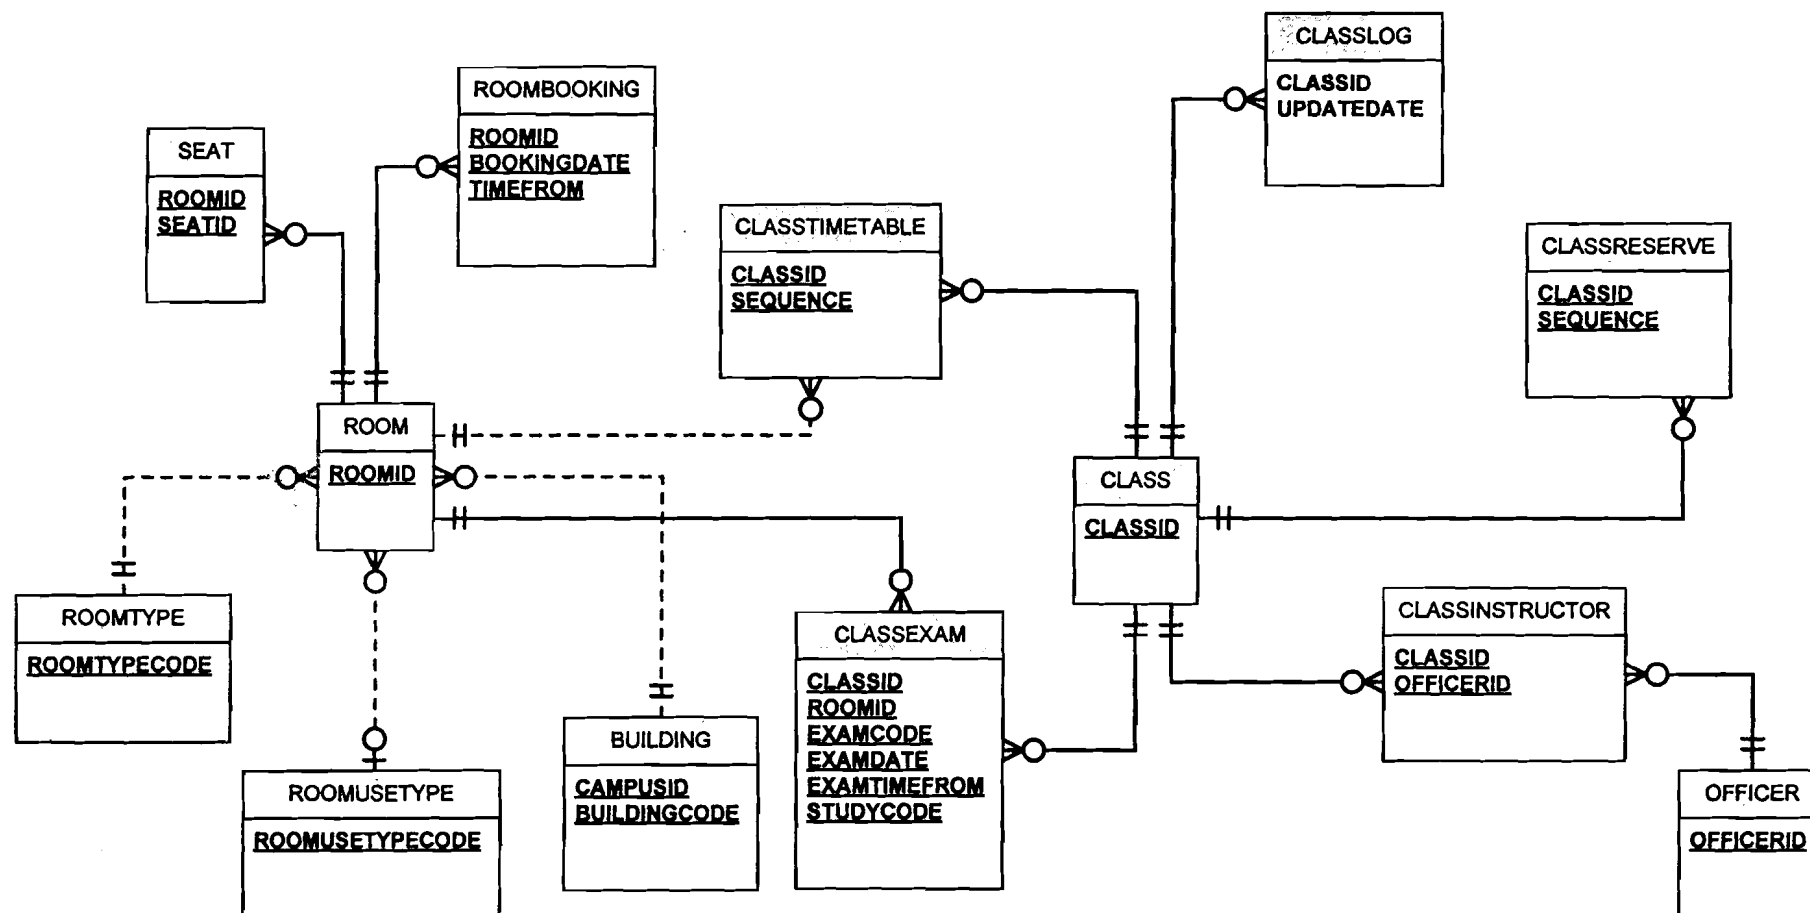 CLASSLOG
CLASSID
UPDATEDATE
ROOMBOOKING
ROOMID
BOOKINGDATE
TIMEFROM
SEAT
ROOMID
SEATID
CLASSTIMETABLE
CLASSID
SEQUENCE
CLASSRESERVE
CLASSID
SEQUENCE
ROOM
ROOMID
CLASS
CLASSID
ROOMTYPE
ROOMTYPECODE
CLASSEXAM
CLASSID
ROOMID
EXAMCODE
EXAMDATE
EXAMTIMEFROM
STUDYCODE
CLASSINSTRUCTOR
CLASSID
OFFICERID
BUILDING
CAMPUSID
BUILDINGCODE
ROOMUSETYPE
ROOMUSETYPECODE
OFFICER
OFFICERID